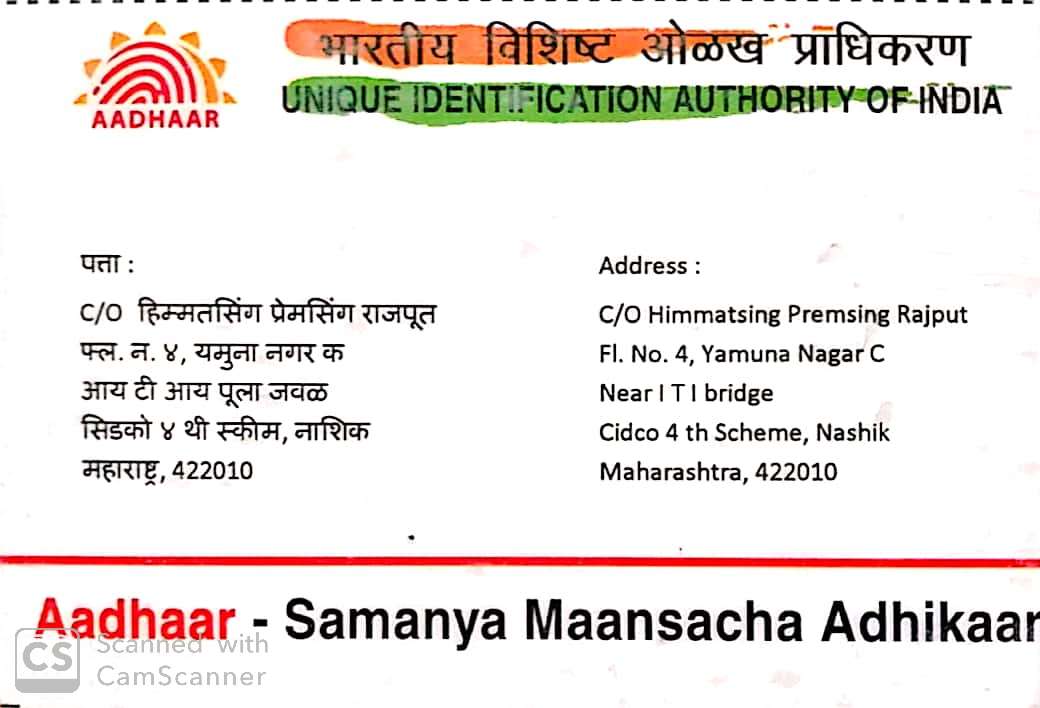 AADHAAR
भारतीय विशिष्ट ओळख प्राधिकरण
UNIQUE IDENTIFICATION AUTHORITY OF INDIA
पत्ता :
C/O हिम्मतसिंग प्रेमसिंग राजपूत
फ्ल. न. ४, यमुना नगर क
आय टी आय पूला जवळ
सिडको ४ थी स्कीम, नाशिक
महाराष्ट्र, 422010
Address :
C/O Himmatsing Premsing Rajput
Fl. No. 4, Yamuna Nagar C
Near I T I bridge
Cidco 4 th Scheme, Nashik
Maharashtra, 422010
Aadhaar - Samanya Maansacha Adhikaar
CS Scanned with
CamScanner